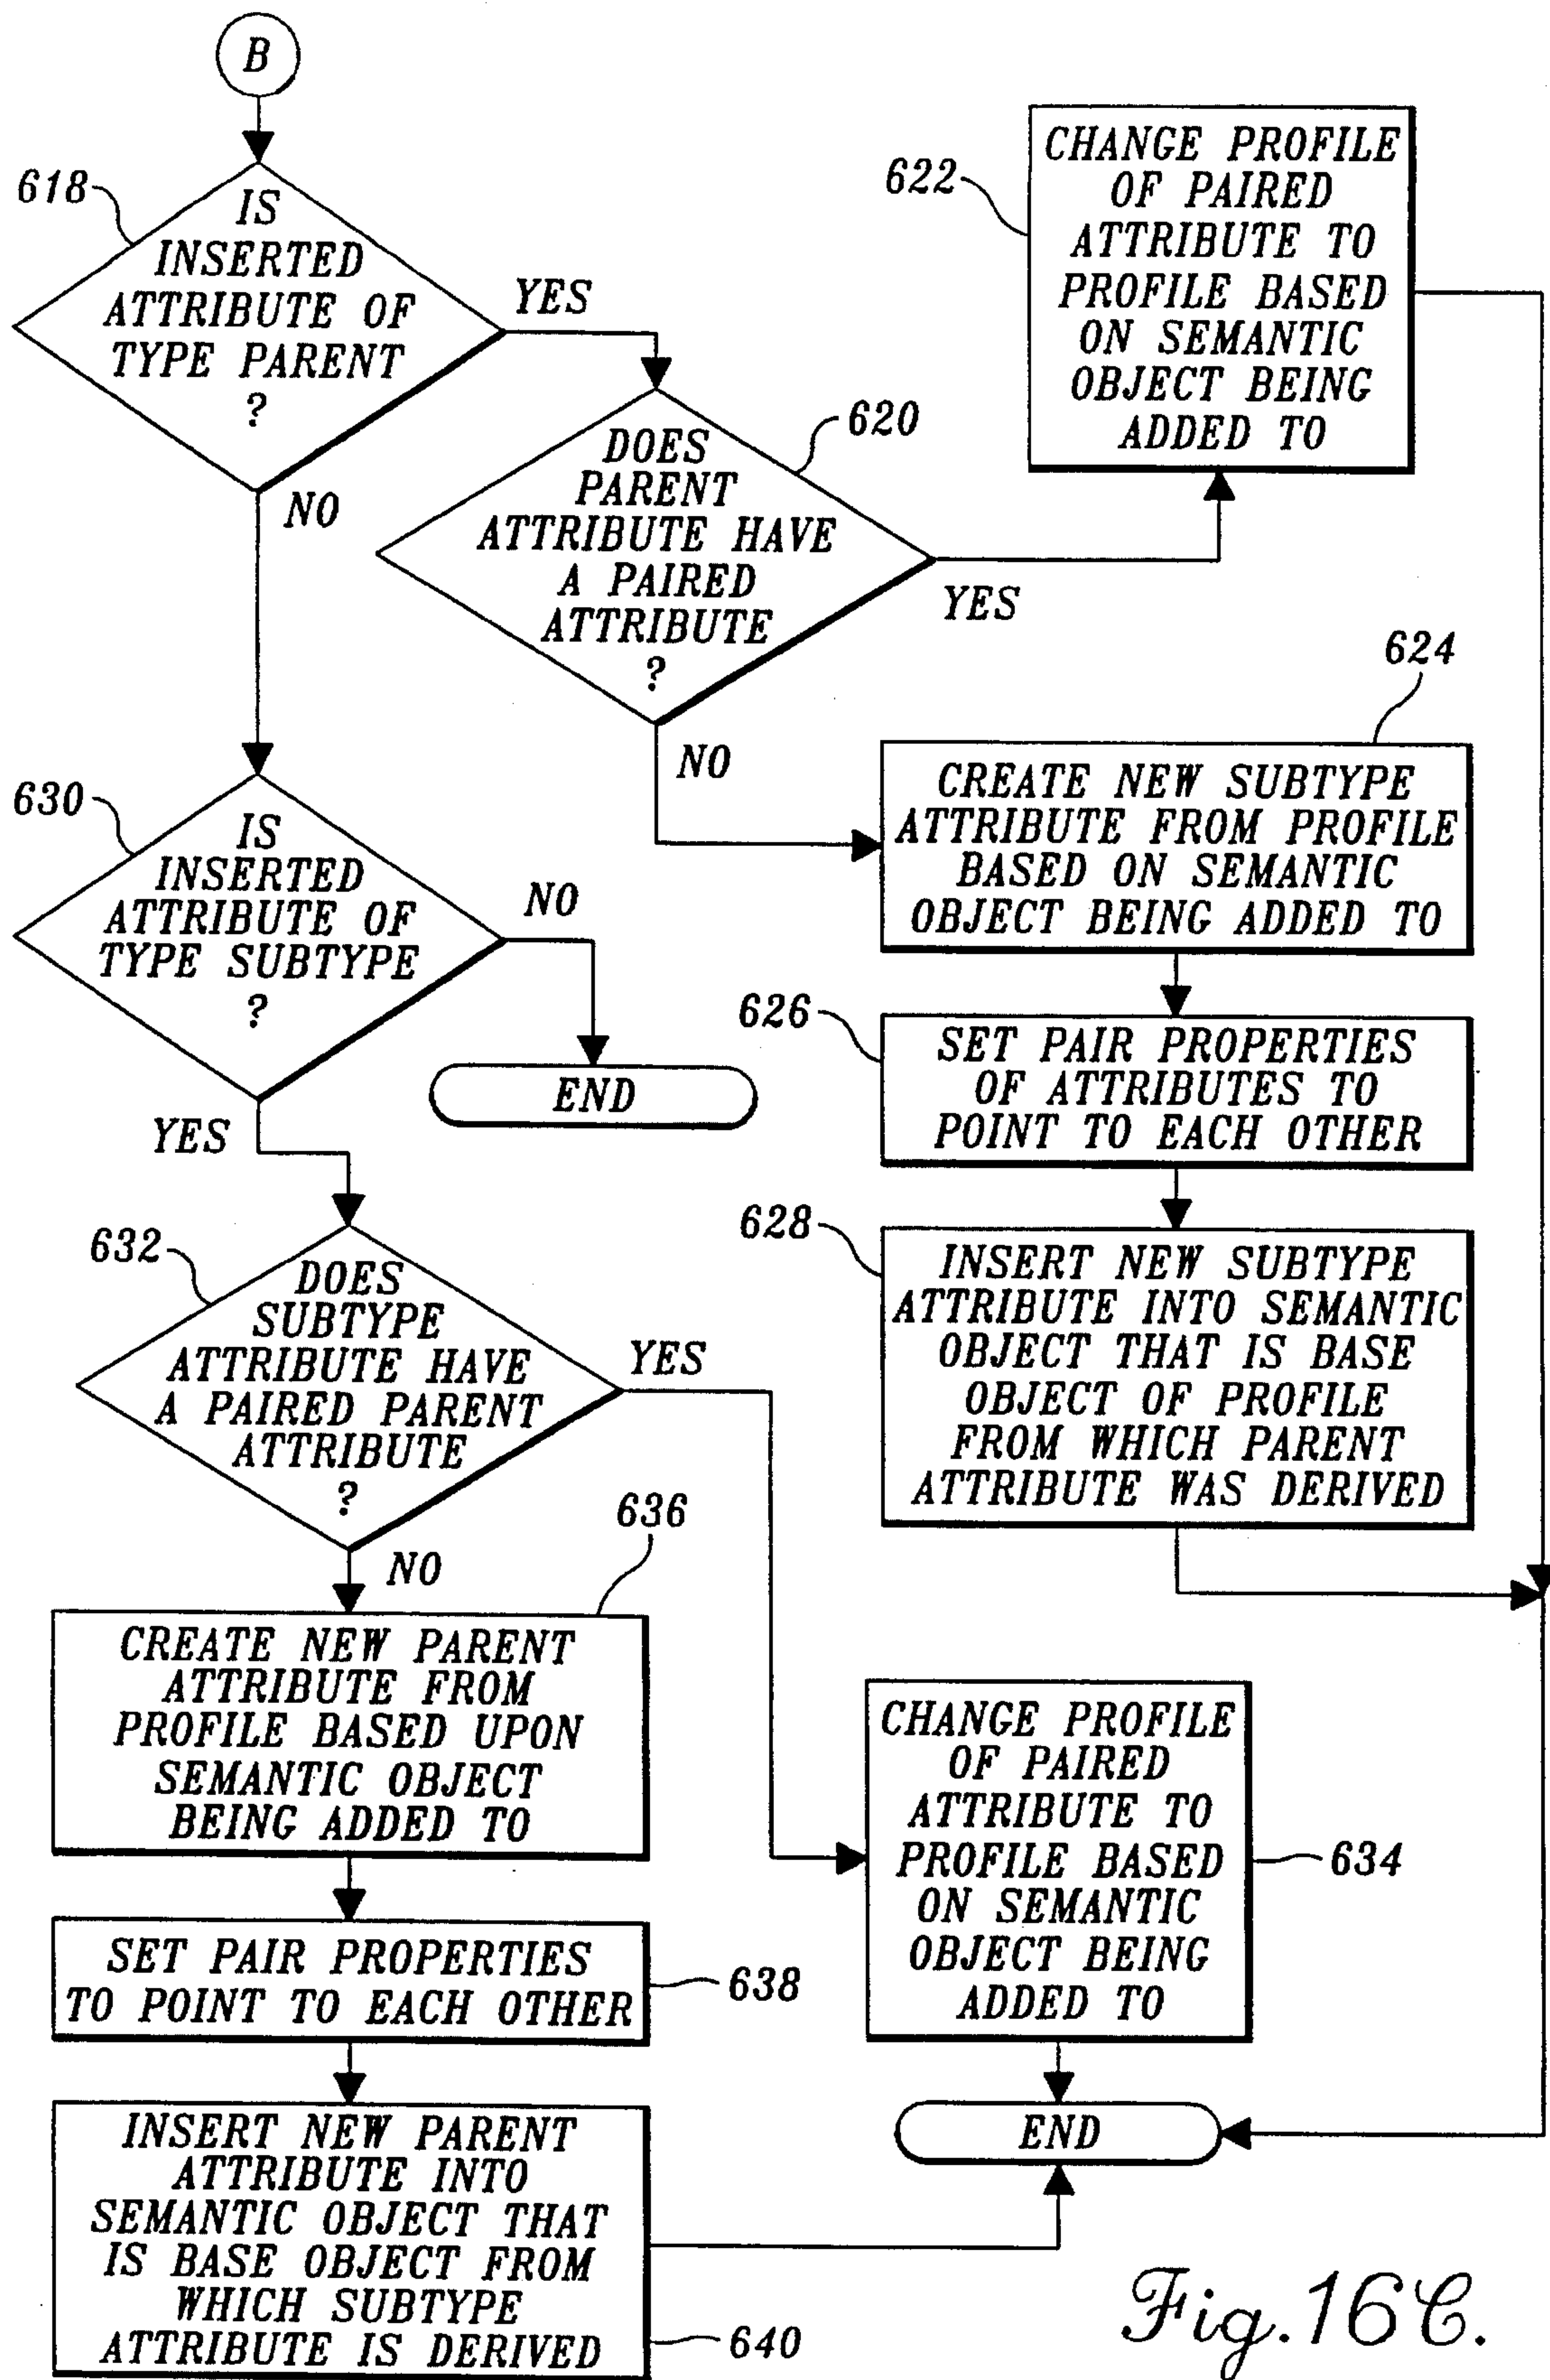 B
618
IS
INSERTED
ATTRIBUTE OF
TYPE PARENT
?
YES
NO
620
DOES
PARENT
ATTRIBUTE HAVE
A PAIRED
ATTRIBUTE
?
YES
NO
622
CHANGE PROFILE
OF PAIRED
ATTRIBUTE TO
PROFILE BASED
ON SEMANTIC
OBJECT BEING
ADDED TO
624
CREATE NEW SUBTYPE
ATTRIBUTE FROM PROFILE
BASED ON SEMANTIC
OBJECT BEING ADDED TO
626
SET PAIR PROPERTIES
OF ATTRIBUTES TO
POINT TO EACH OTHER
628
INSERT NEW SUBTYPE
ATTRIBUTE INTO SEMANTIC
OBJECT THAT IS BASE
OBJECT OF PROFILE
FROM WHICH PARENT
ATTRIBUTE WAS DERIVED
630
IS
INSERTED
ATTRIBUTE OF
TYPE SUBTYPE
?
NO
END
YES
632
DOES
SUBTYPE
ATTRIBUTE HAVE
A PAIRED PARENT
ATTRIBUTE
?
YES
NO
636
CREATE NEW PARENT
ATTRIBUTE FROM
PROFILE BASED UPON
SEMANTIC OBJECT
BEING ADDED TO
638
SET PAIR PROPERTIES
TO POINT TO EACH OTHER
INSERT NEW PARENT
ATTRIBUTE INTO
SEMANTIC OBJECT THAT
IS BASE OBJECT FROM
WHICH SUBTYPE
ATTRIBUTE IS DERIVED
640
CHANGE PROFILE
OF PAIRED
ATTRIBUTE TO
PROFILE BASED
ON SEMANTIC
OBJECT BEING
ADDED TO
634
END
Fig.16C.